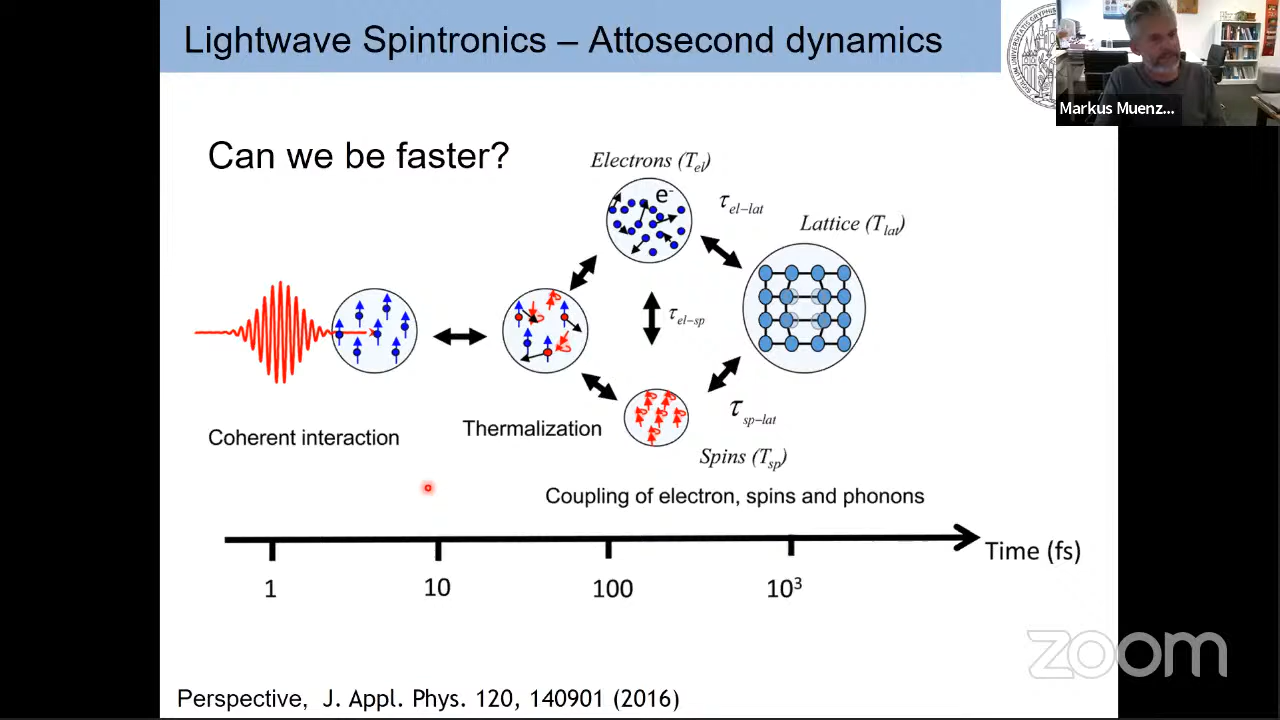 Lightwave Spintronics – Attosecond dynamics
Markus Muenz...
Can we be faster?
Electrons (Tel)
e-
τel–lat
Lattice (Tlat)
τel–sp
τsp–lat
Thermalization
Coherent interaction
Spins (Tsp)
Coupling of electron, spins and phonons
Time (fs)
1
10
100
10³
zoom
Perspective, J. Appl. Phys. 120, 140901 (2016)